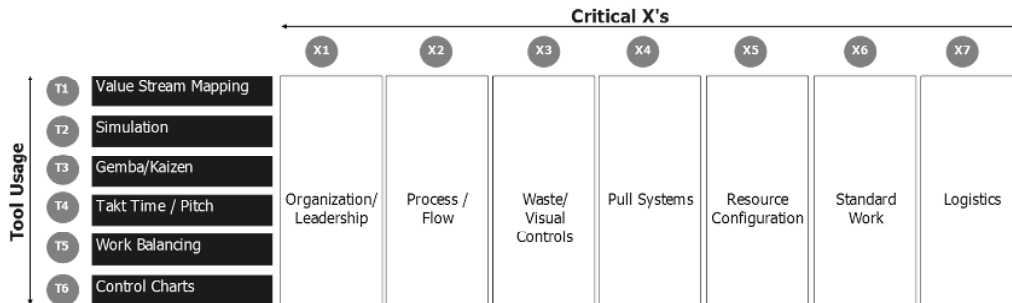 Critical X's
X1 X2 X3 X4 X5 X6 X7
Tool Usage
T1 Value Stream Mapping
T2 Simulation
T3 Gemba/Kaizen
T4 Takt Time / Pitch
T5 Work Balancing
T6 Control Charts
Organization/
Leadership
Process /
Flow
Waste/
Visual
Controls
Pull Systems
Resource
Configuration
Standard
Work
Logistics